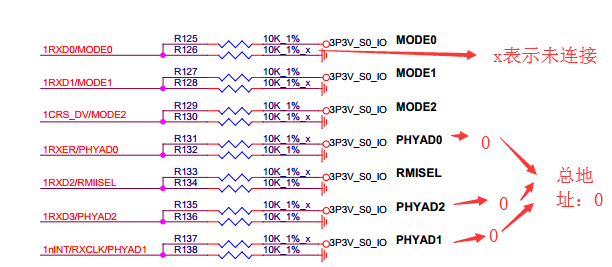 R125 10K_1% 3P3V_S0_IO MODE0
1RXD0/MODE0 R126 10K_1%_x x表示未连接
R127 10K_1% 3P3V_S0_IO MODE1
1RXD1/MODE1 R128 10K_1%_x
R129 10K_1% 3P3V_S0_IO MODE2
1CRS_DV/MODE2 R130 10K_1%_x
R131 10K_1%_x 3P3V_S0_IO PHYAD0 0
1RXER/PHYAD0 R132 10K_1%
R133 10K_1%_x 3P3V_S0_IO RMISEL
1RXD2/RMIISEL R134 10K_1%
R135 10K_1%_x 3P3V_S0_IO PHYAD2 0
1RXD3/PHYAD2 R136 10K_1%
R137 10K_1%_x 3P3V_S0_IO PHYAD1 0
1nINT/RXCLK/PHYAD1 R138 10K_1%
总地
址：0